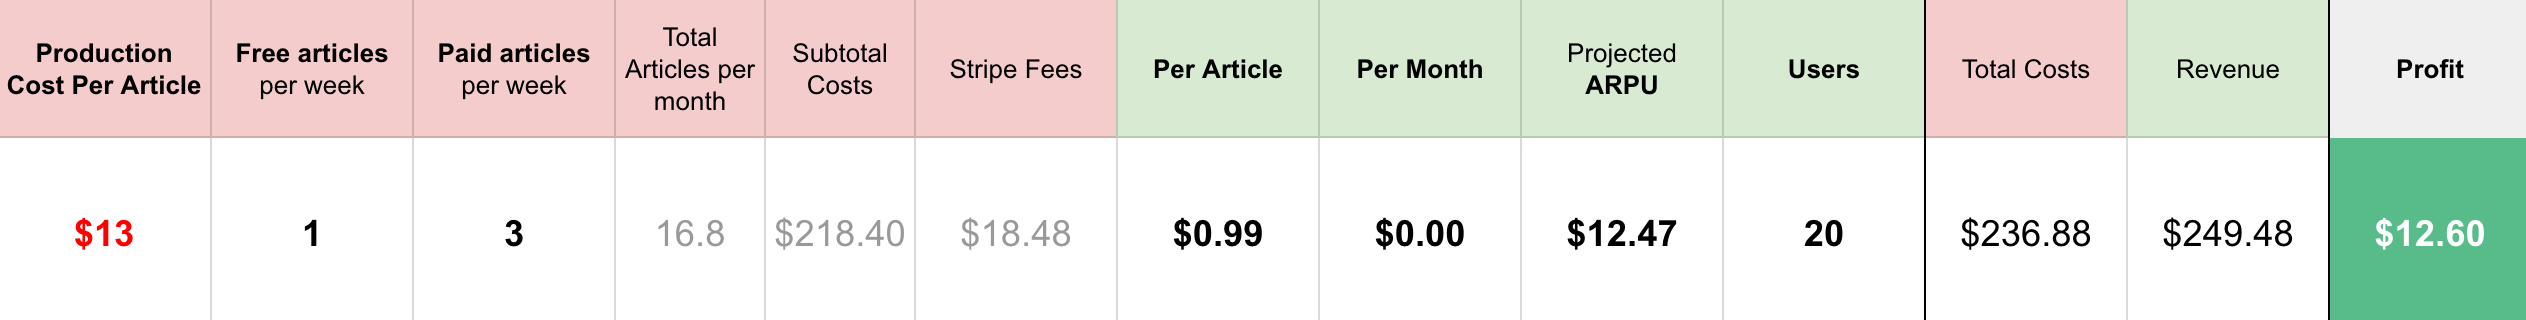 Production
Cost Per Article
Free articles
per week
Paid articles
per week
Total
Articles per
month
Subtotal
Costs
Stripe Fees
Per Article
Per Month
Projected
ARPU
Users
Total Costs
Revenue
Profit
$13
1
3
16.8
$218.40
$18.48
$0.99
$0.00
$12.47
20
$236.88
$249.48
$12.60